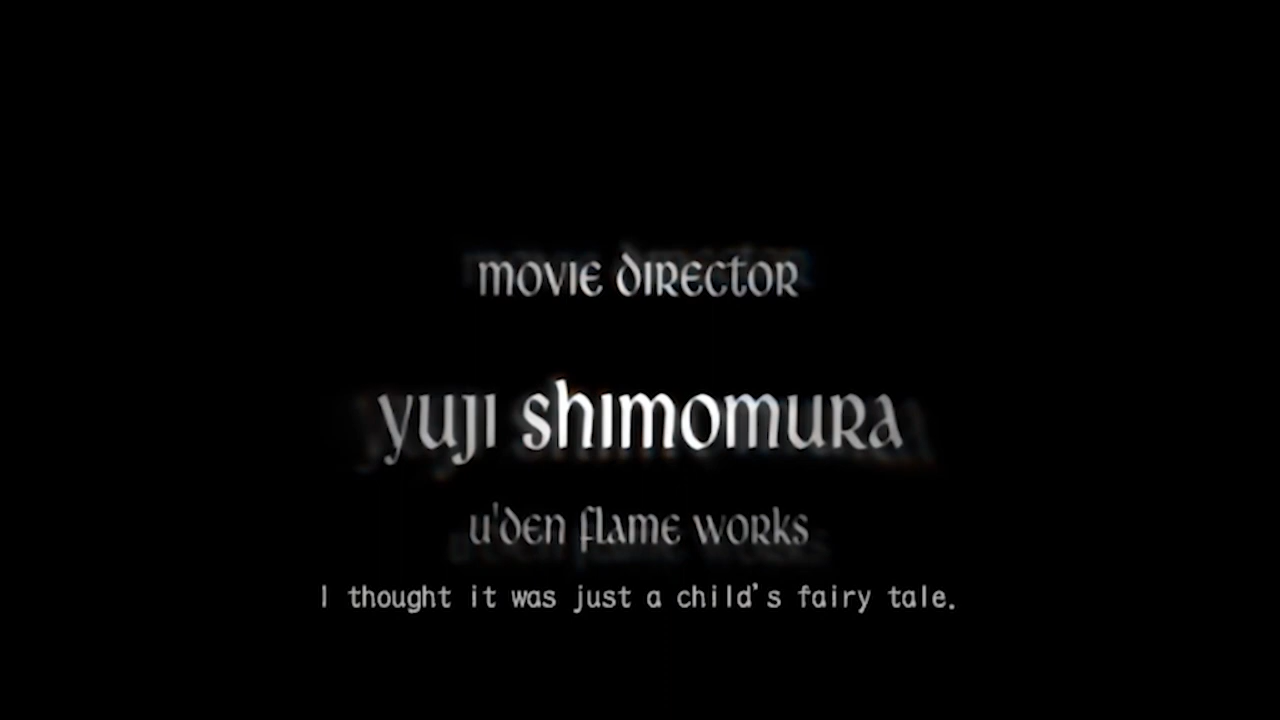 movie director
yuji shimomura
u'den flame works
I thought it was just a child's fairy tale.